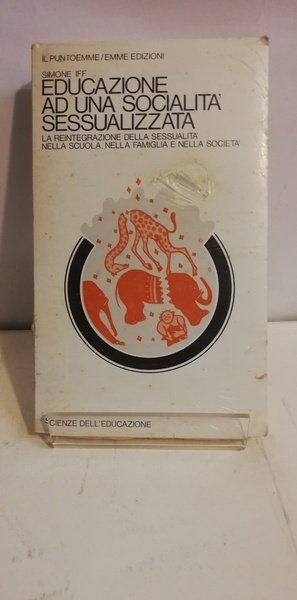 IL PUNTOEMME/EMME EDIZIONI
SIMONE IFF
EDUCAZIONE
AD UNA SOCIALITA'
SESSUALIZZATA
LA REINTEGRAZIONE DELLA SESSUALITA'
NELLA SCUOLA, NELLA FAMIGLIA E NELLA SOCIETA'
SCIENZE DELL'EDUCAZIONE